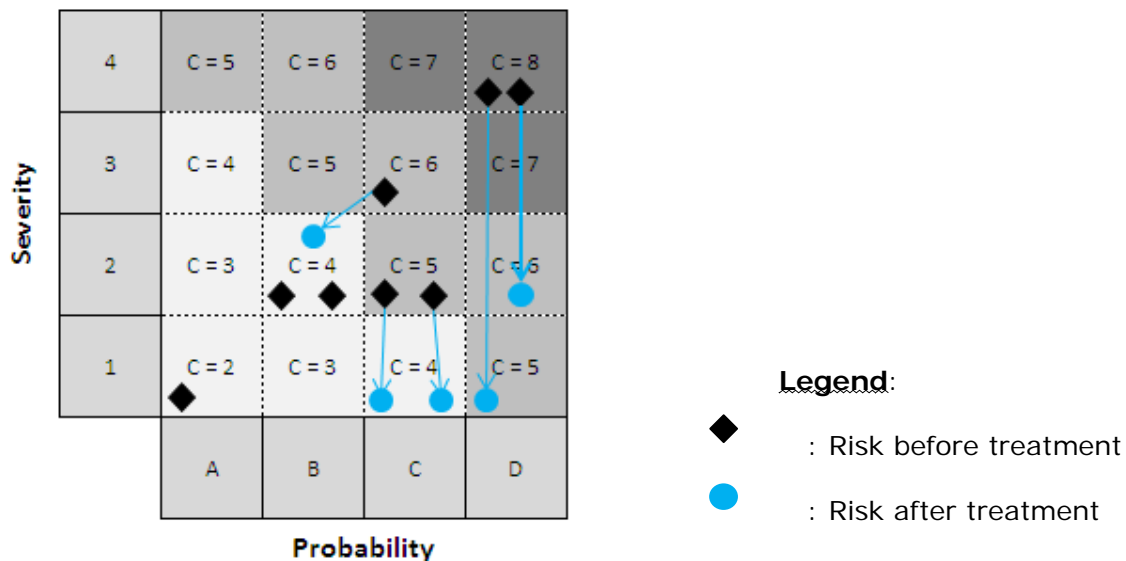 4 C = 5 C = 6 C = 7 C = 8
3 C = 4 C = 5 C = 6 C = 7
2 C = 3 C = 4 C = 5 C = 6
1 C = 2 C = 3 C = 4 C = 5
A B C D
Severity
Probability
Legend:
: Risk before treatment
: Risk after treatment